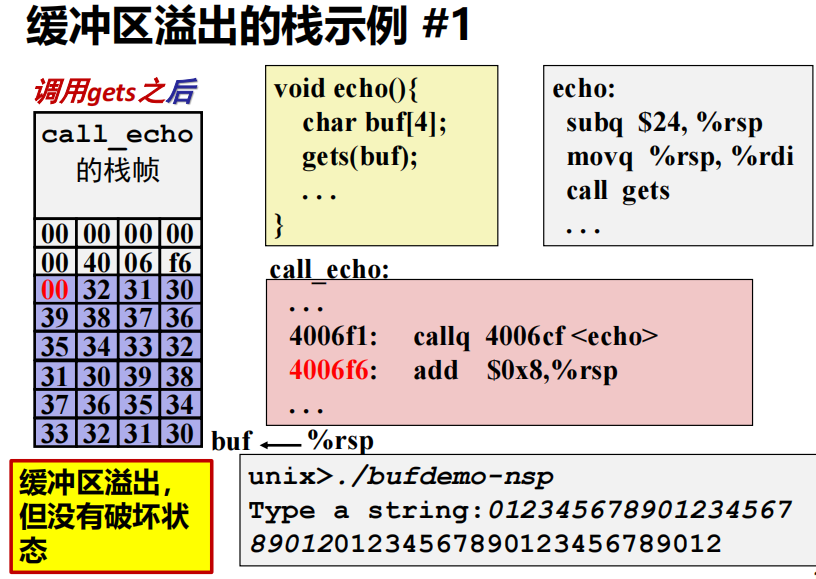 缓冲区溢出的栈示例 #1
调用gets之后
call_echo
的栈帧
00 00 00 00
00 40 06 f6
00 32 31 30
39 38 37 36
35 34 33 32
31 30 39 38
37 36 35 34
33 32 31 30
buf ← %rsp
void echo(){
char buf[4];
gets(buf);
. . .
}
echo:
subq $24, %rsp
movq %rsp, %rdi
call gets
. . .
call_echo:
. . .
4006f1: callq 4006cf <echo>
4006f6: add $0x8,%rsp
. . .
缓冲区溢出,
但没有破坏状
态
unix>./bufdemo-nsp
Type a string:012345678901234567
8901201234567890123456789012